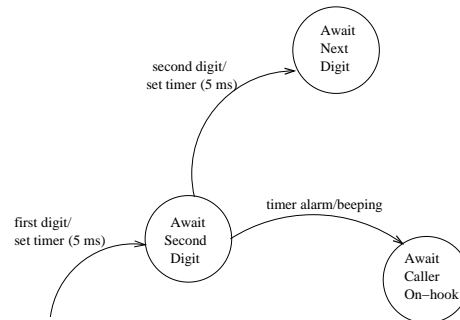 Await
Next
Digit
second digit/
set timer (5 ms)
timer alarm/beeping
first digit/
set timer (5 ms)
Await
Second
Digit
Await
Caller
On−hook